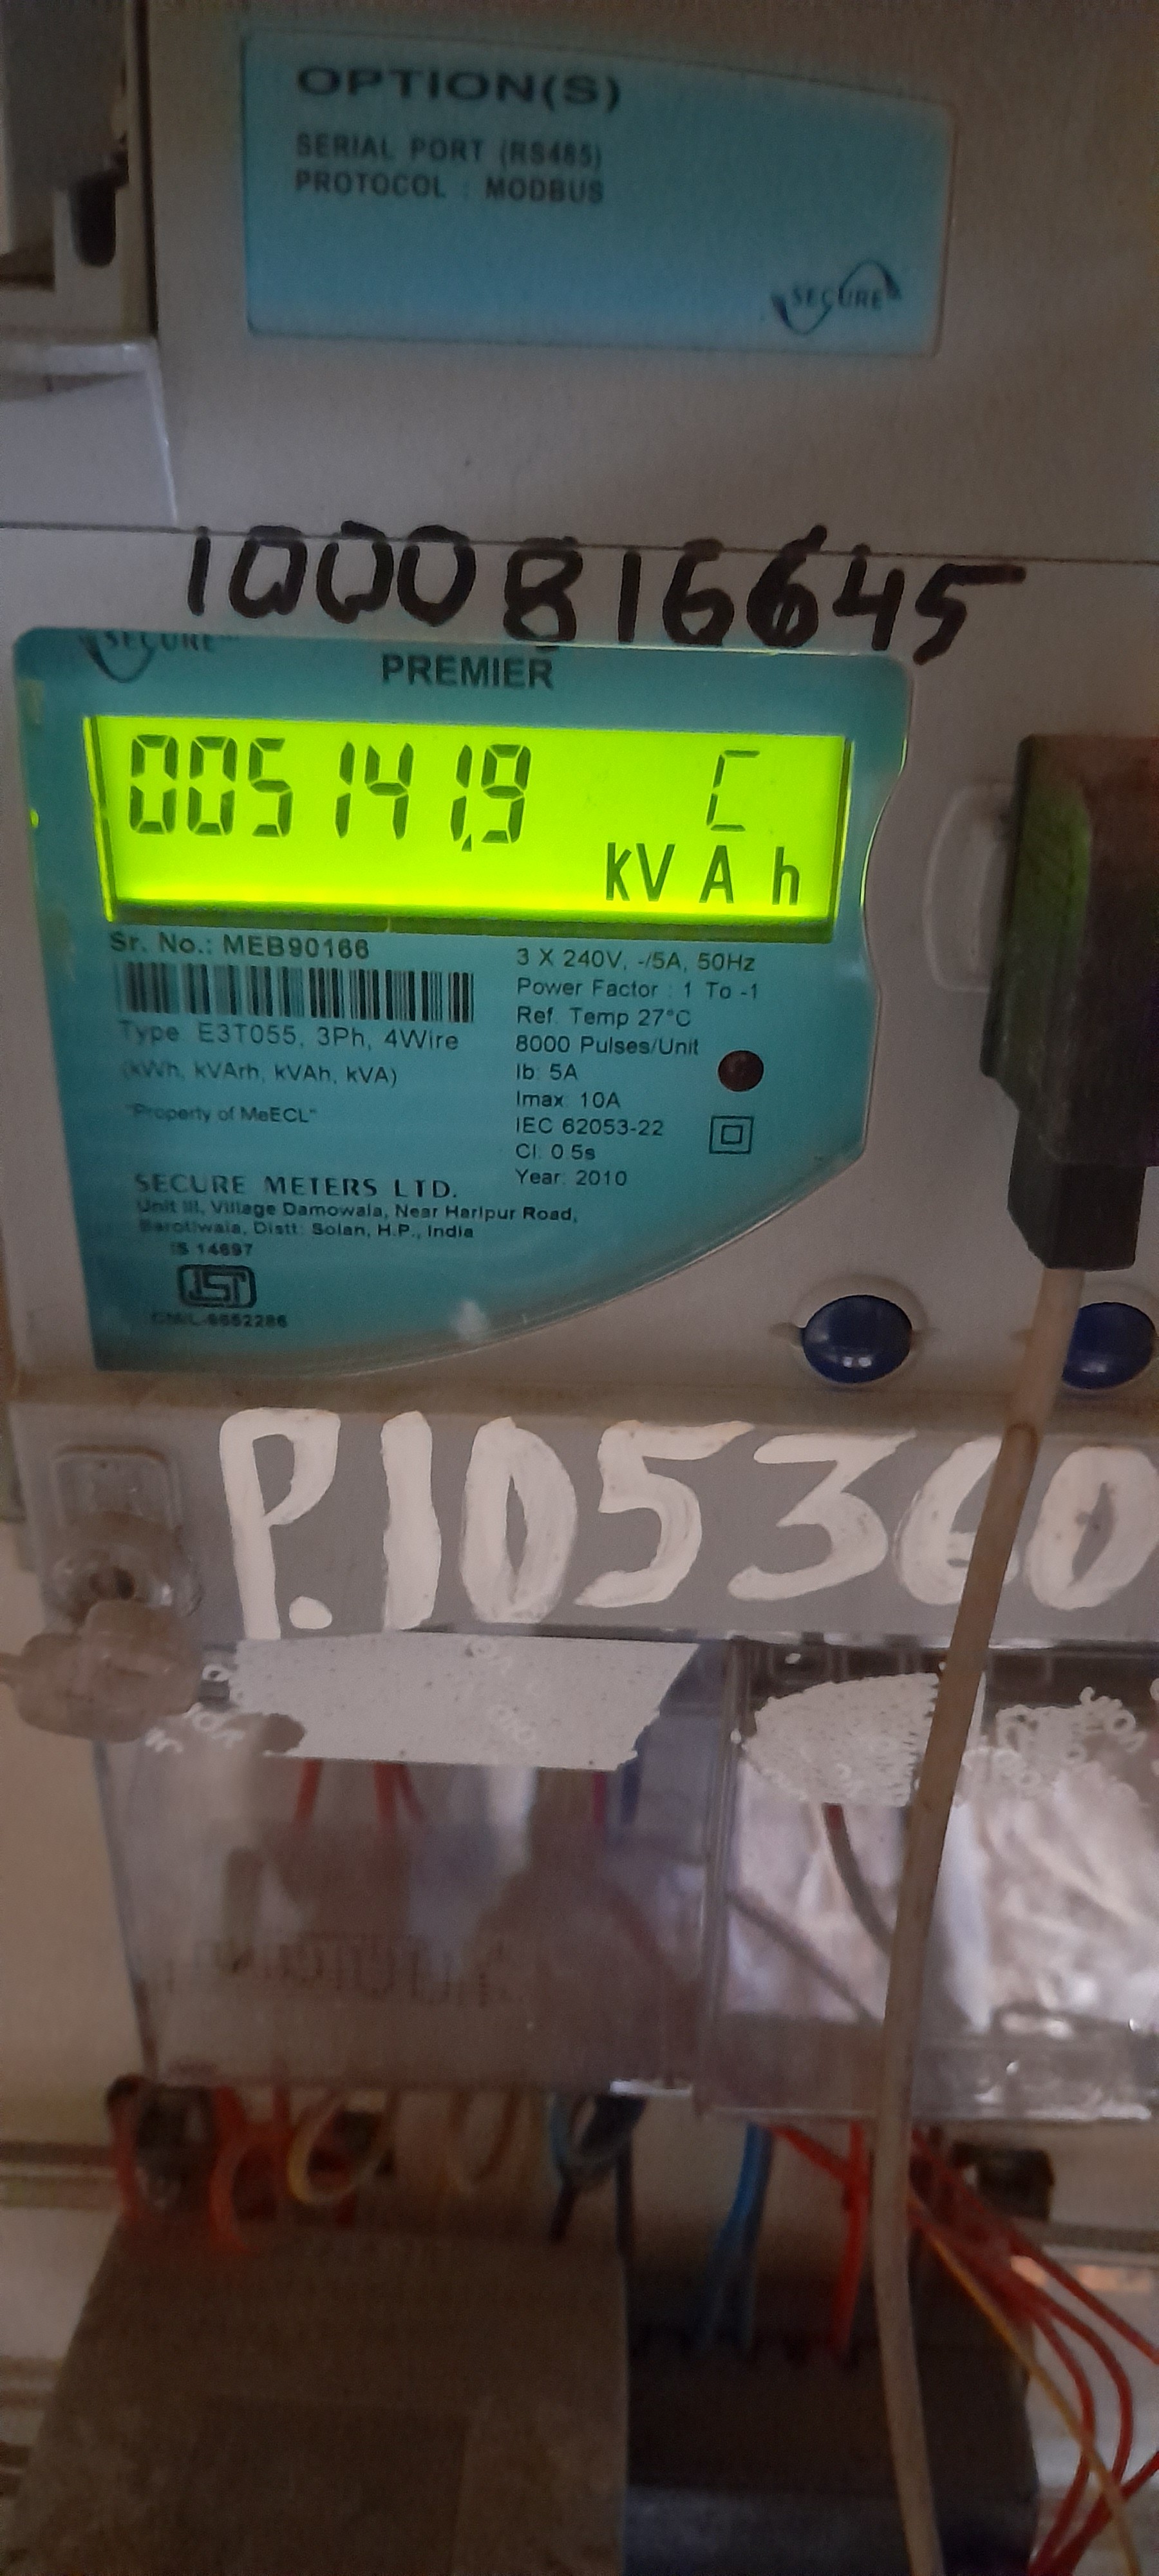 OPTION(S)
SERIAL PORT (RS485)
PROTOCOL : MODBUS
SECURE
1000816645
SECURE
PREMIER
005141.9 C
kVAh
Sr. No.: MEB90166
Type E3T055, 3Ph, 4Wire
(kWh, kVArh, kVAh, kVA)
"Property of MeECL"
3 X 240V, -/5A, 50Hz
Power Factor : 1 To -1
Ref. Temp 27°C
8000 Pulses/Unit
Ib: 5A
Imax: 10A
IEC 62053-22
Cl: 0.5s
Year: 2010
SECURE METERS LTD.
Unit III, Village Damowala, Near Haripur Road,
Barotiwala, Distt: Solan, H.P., India
IS 14697
P.105360